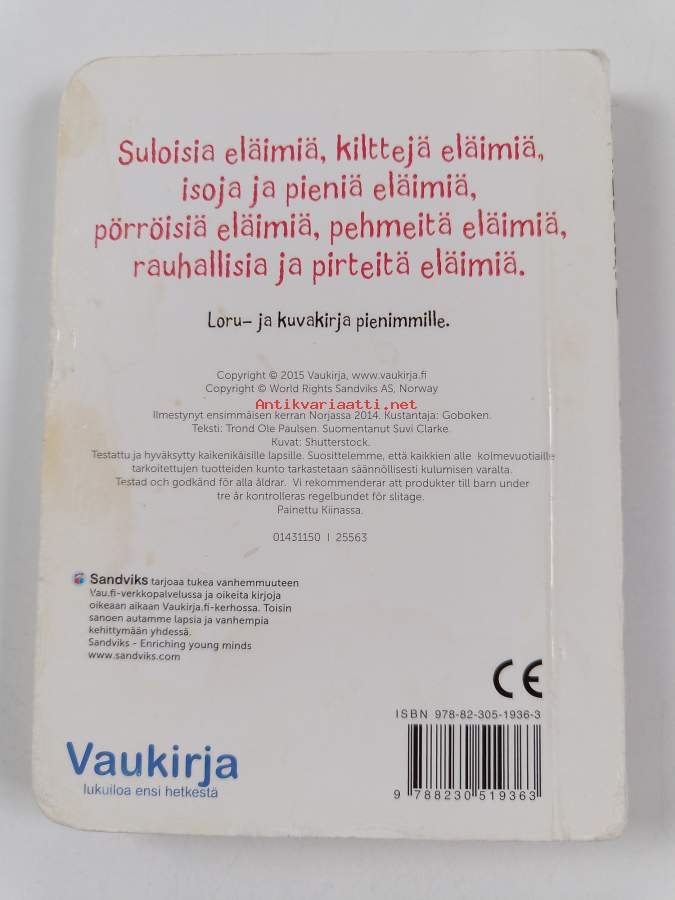 Suloisia eläimiä, kilttejä eläimiä,
isoja ja pieniä eläimiä,
pörröisiä eläimiä, pehmeitä eläimiä,
rauhallisia ja pirteitä eläimiä.
Loru- ja kuvakirja pienimmille.
Copyright © 2015 Vaukirja, www.vaukirja.fi
Copyright © World Rights Sandviks AS, Norway
Antikvariaatti.net
Ilmestynyt ensimmäisen kerran Norjassa 2014. Kustantaja: Goboken.
Teksti: Trond Ole Paulsen. Suomentanut Suvi Clarke.
Kuvat: Shutterstock.
Testattu ja hyväksytty kaikenikäisille lapsille. Suosittelemme, että kaikkien alle kolmevuotiaille
tarkoitettujen tuotteiden kunto tarkastetaan säännöllisesti kulumisen varalta.
Testad och godkänd för alla åldrar. Vi rekommenderar att produkter till barn under
tre år kontrolleras regelbundet för slitage.
Painettu Kiinassa.
01431150 | 25563
Sandviks tarjoaa tukea vanhemmuuteen
Vau.fi-verkkopalvelussa ja oikeita kirjoja
oikeaan aikaan Vaukirja.fi-kerhossa. Toisin
sanoen autamme lapsia ja vanhempia
kehittymään yhdessä.
Sandviks - Enriching young minds
www.sandviks.com
CE
ISBN 978-82-305-1936-3
9 788230 519363
Vaukirja
lukuiloa ensi hetkestä